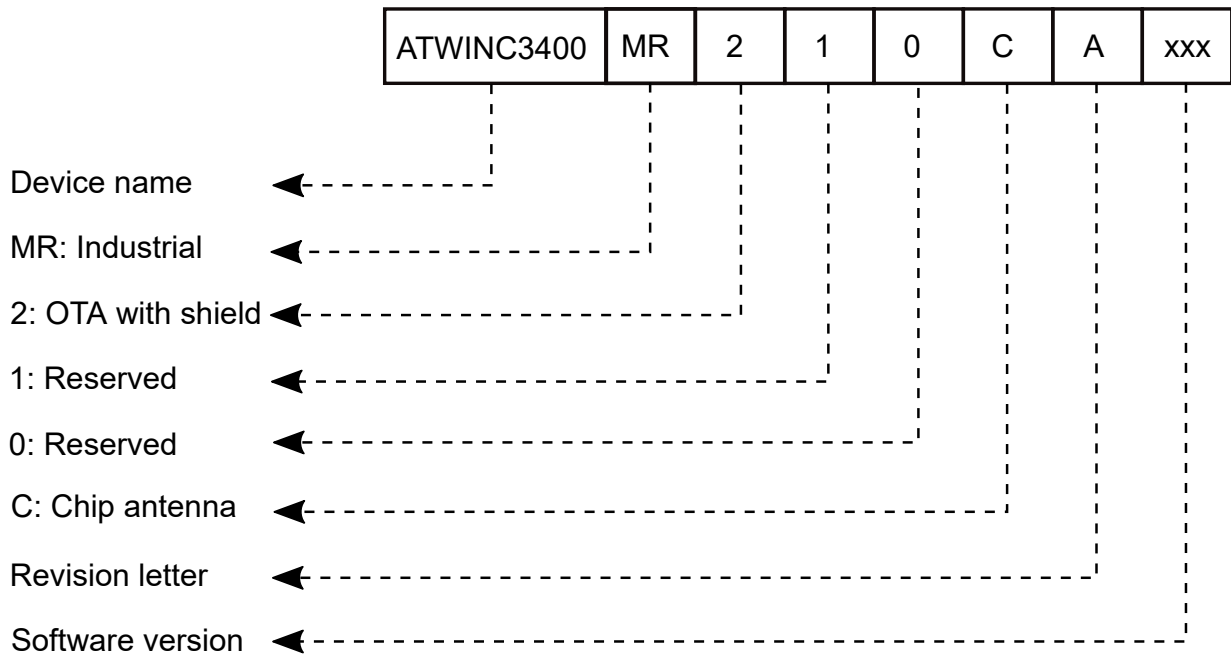 ATWINC3400 MR 2 1 0 C A xxx
Device name
MR: Industrial
2: OTA with shield
1: Reserved
0: Reserved
C: Chip antenna
Revision letter
Software version